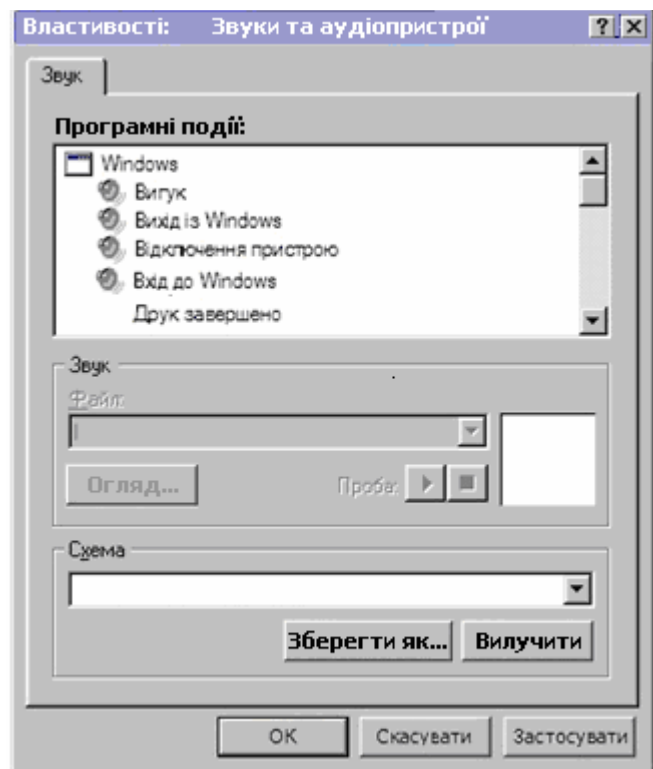 Властивості: Звуки та аудіопристрої
Звук
Програмні події:
Windows
Вигук
Вихід із Windows
Відключення пристрою
Вхід до Windows
Друк завершено
Звук
Файл:
Огляд...
Проба:
Схема
Зберегти як...
Вилучити
ОК
Скасувати
Застосувати